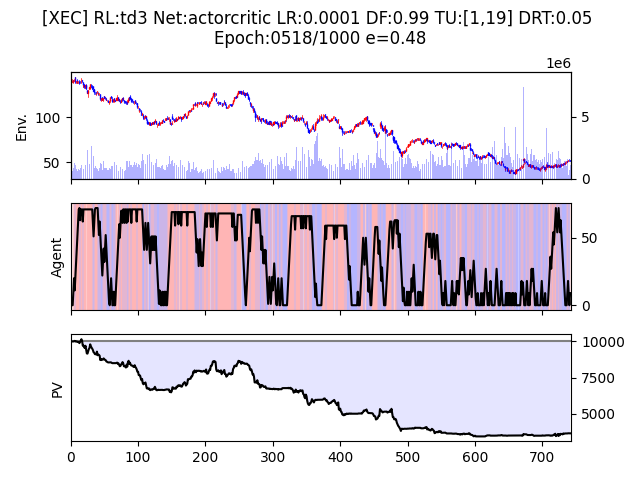 [XEC] RL:td3 Net:actorcritic LR:0.0001 DF:0.99 TU:[1,19] DRT:0.05
Epoch:0518/1000 e=0.48
1e6
Env.
100
50
5
0
Agent
50
0
PV
10000
7500
5000
0 100 200 300 400 500 600 700